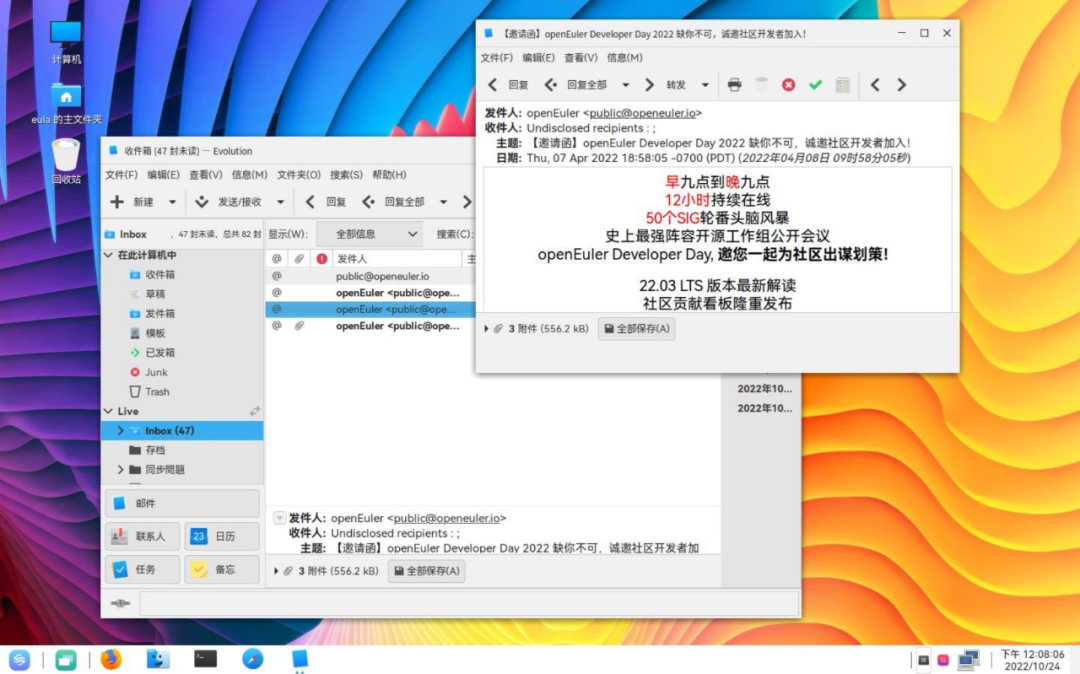 计算机
eula 的主文件夹
回收站
【邀请函】openEuler Developer Day 2022 缺你不可，诚邀社区开发者加入！
文件(F) 编辑(E) 查看(V) 信息(M)
回复 回复全部 转发
发件人: openEuler <public@openeuler.io>
收件人: Undisclosed recipients : ;
主题: 【邀请函】openEuler Developer Day 2022 缺你不可，诚邀社区开发者加入！
日期: Thu, 07 Apr 2022 18:58:05 -0700 (PDT) (2022年04月08日 09时58分05秒)
早九点到晚九点
12小时持续在线
50个SIG轮番头脑风暴
史上最强阵容开源工作组公开会议
openEuler Developer Day, 邀您一起为社区出谋划策！
22.03 LTS 版本最新解读
社区贡献看板隆重发布
3 附件 (556.2 kB) 全部保存(A)
收件箱 (47 封未读) — Evolution
文件(F) 编辑(E) 查看(V) 信息(M) 文件夹(O) 搜索(S) 帮助(H)
新建 发送/接收 回复 回复全部
Inbox ，47 封未读，总共 82 封
显示(W): 全部信息 搜索(C):
在此计算机中
收件箱
草稿
发件箱
模板
已发箱
Junk
Trash
Live
Inbox (47)
存档
同步問題
邮件
联系人 23 日历
任务 备忘
@ 发件人 主
@ public@openeuler.io
@ openEuler <public@ope...
@ openEuler <public@ope...
@ openEuler <public@ope...
2022年10...
2022年10...
发件人: openEuler <public@openeuler.io>
收件人: Undisclosed recipients : ;
主题: 【邀请函】openEuler Developer Day 2022 缺你不可，诚邀社区开发者加
3 附件 (556.2 kB) 全部保存(A)
下午 12:08:06
2022/10/24